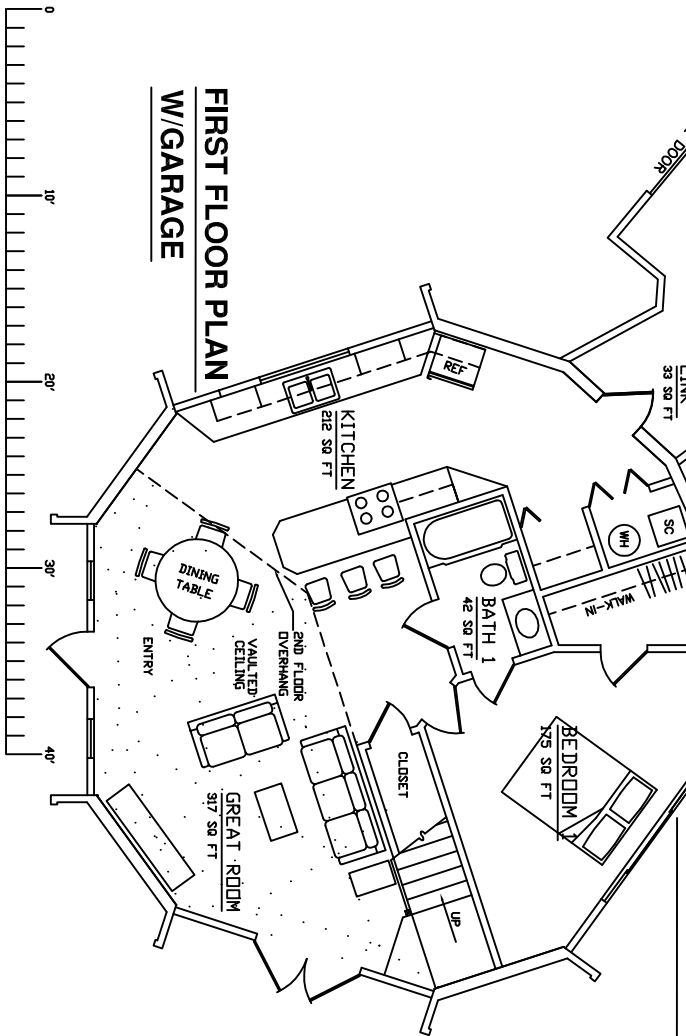 FIRST FLOOR PLAN
W/GARAGE
0
10'
20'
30'
40'
DOOR
LINK
33 SQ FT
REF
KITCHEN
212 SQ FT
SC
WH
WALK-IN
BATH 1
42 SQ FT
DINING
TABLE
ENTRY
2ND FLOOR
OVERHANG
VAULTED
CEILING
CLOSET
BEDROOM 1
175 SQ FT
GREAT ROOM
317 SQ FT
UP